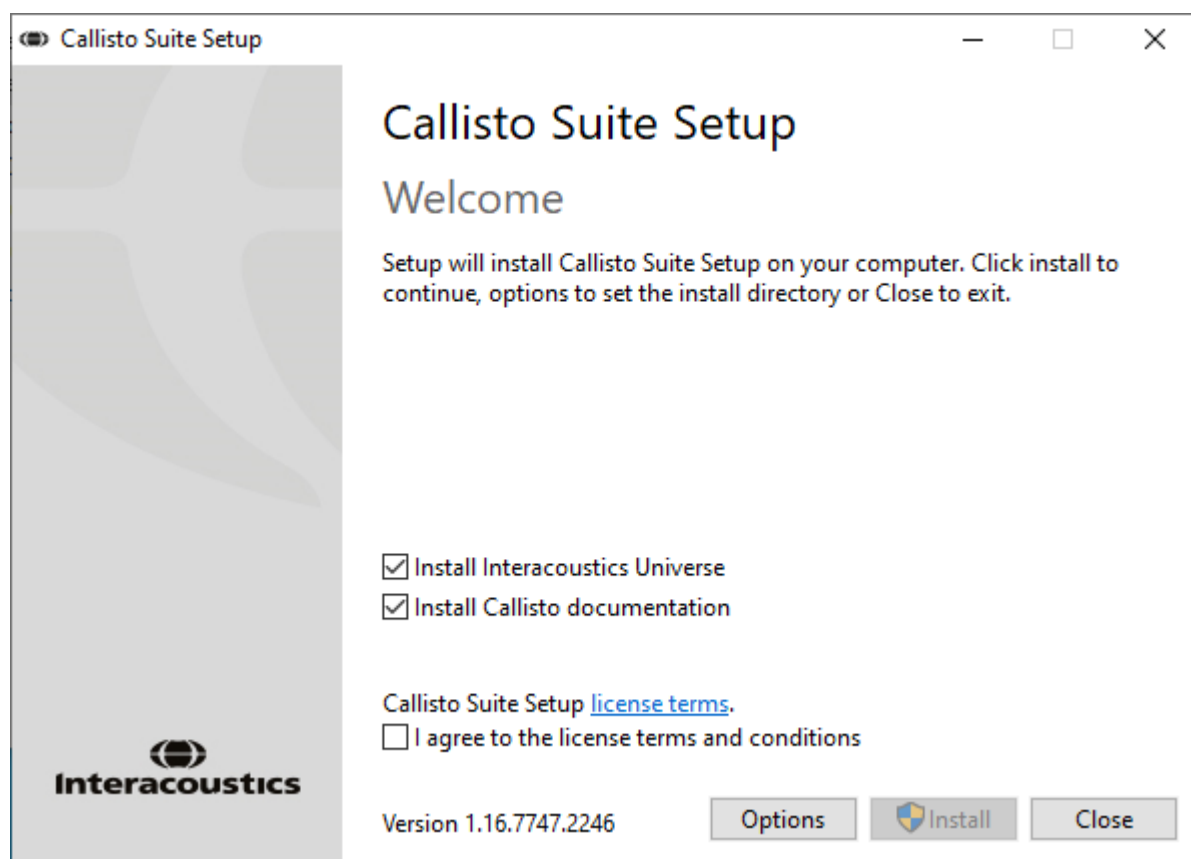 Callisto Suite Setup
Callisto Suite Setup
Welcome
Setup will install Callisto Suite Setup on your computer. Click install to
continue, options to set the install directory or Close to exit.
Install Interacoustics Universe
Install Callisto documentation
Callisto Suite Setup license terms.
I agree to the license terms and conditions
Interacoustics
Version 1.16.7747.2246
Options
Install
Close